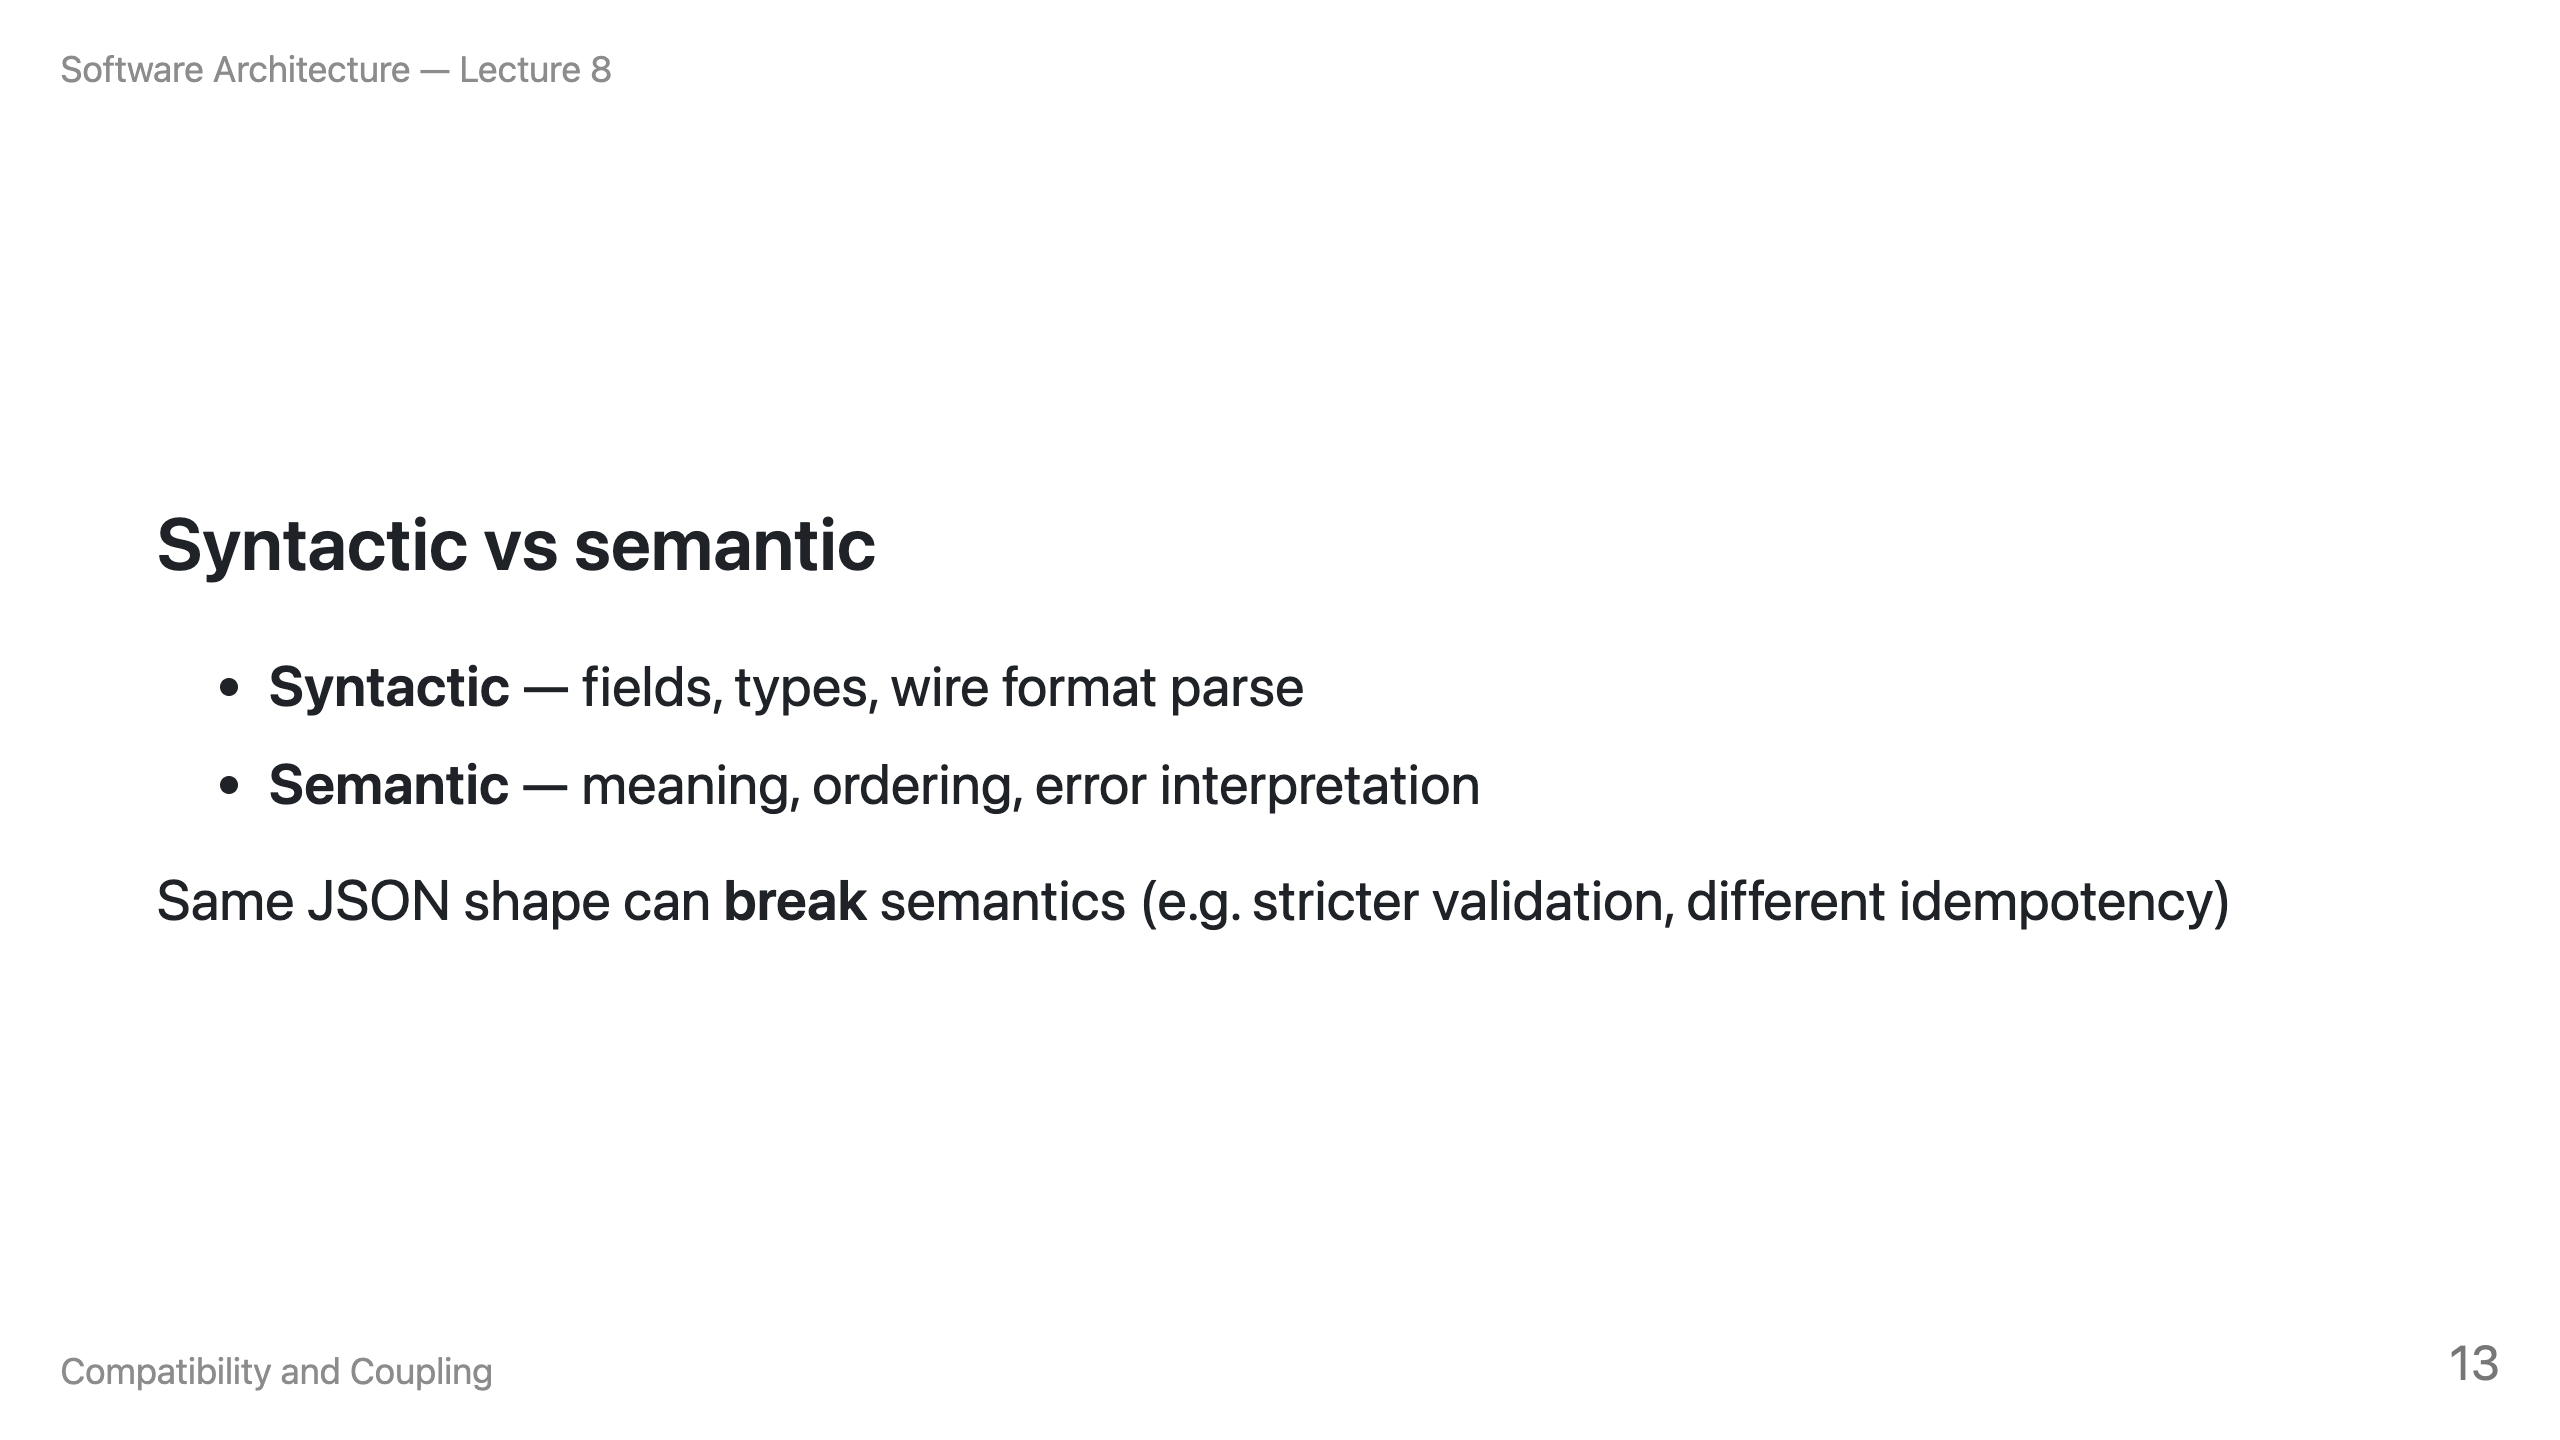 Software Architecture — Lecture 8
Syntactic vs semantic
• Syntactic — fields, types, wire format parse
• Semantic — meaning, ordering, error interpretation
Same JSON shape can break semantics (e.g. stricter validation, different idempotency)
Compatibility and Coupling
13